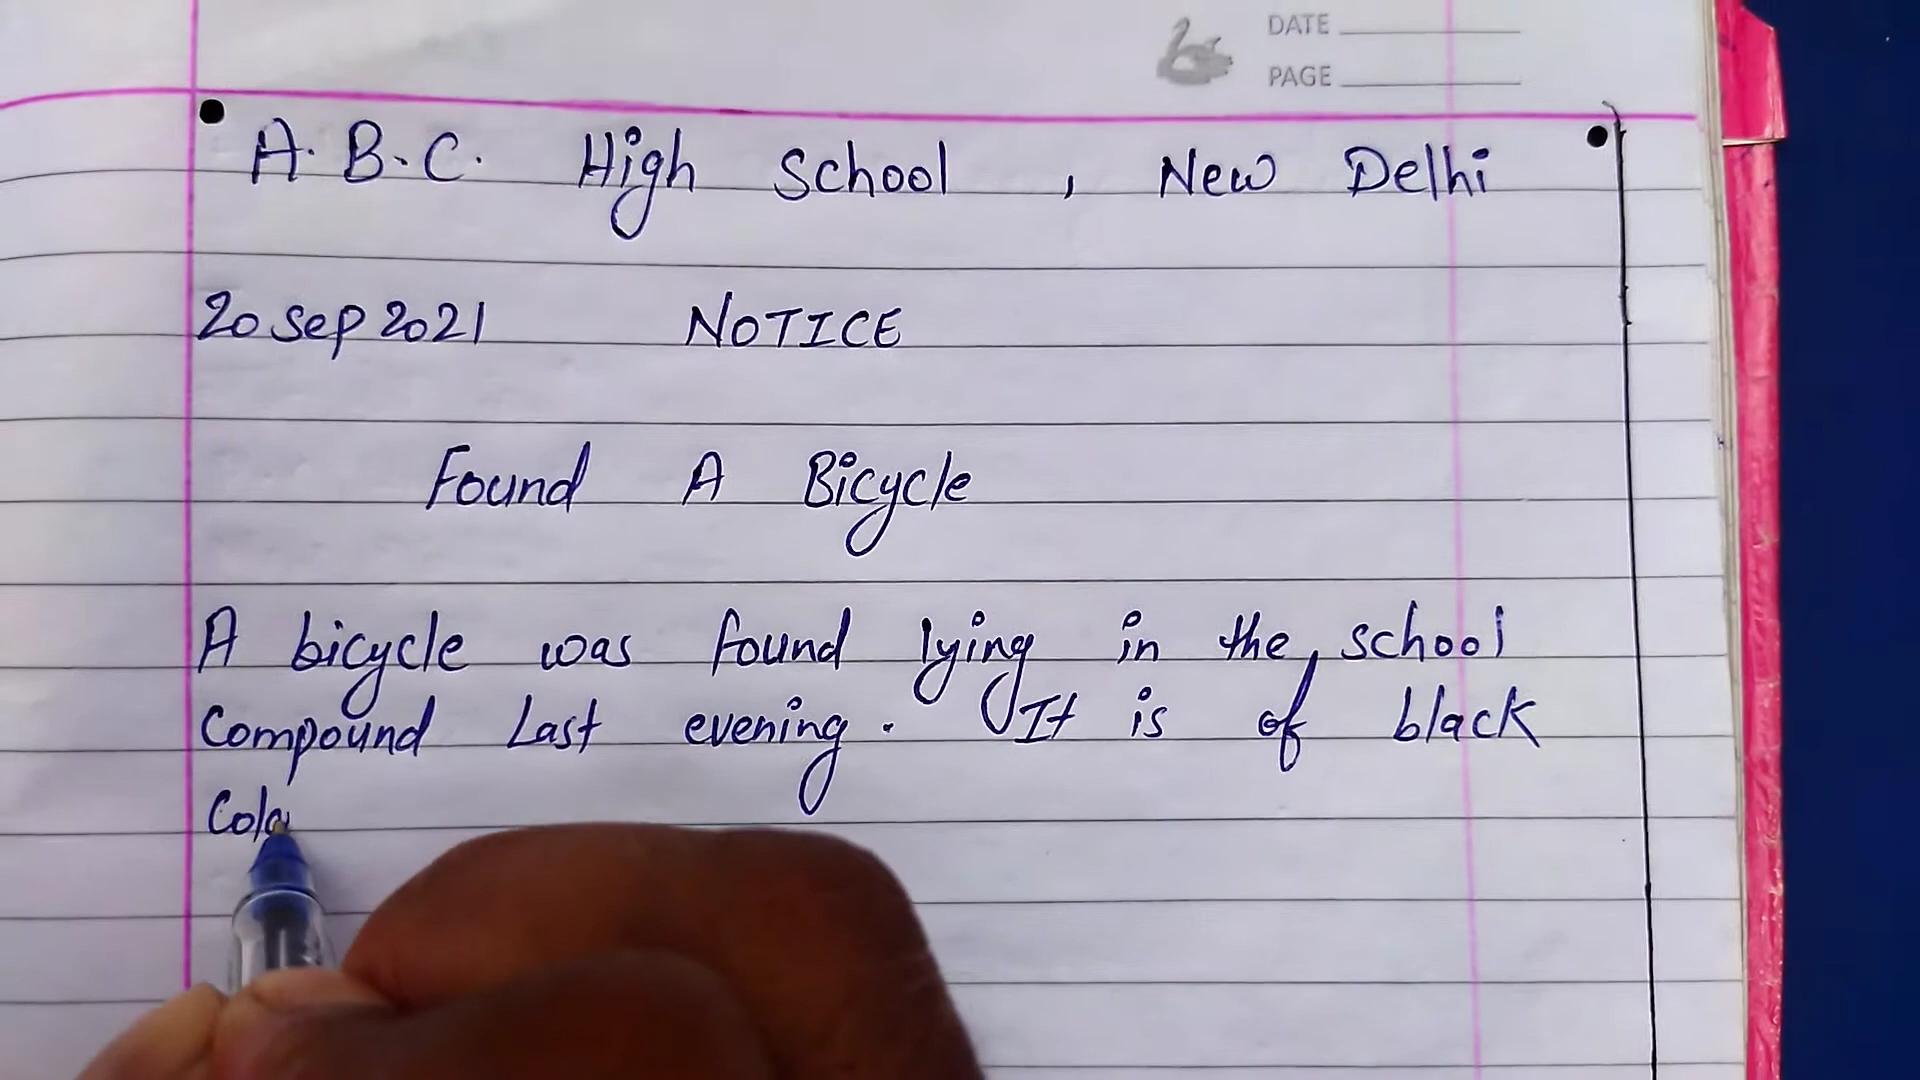 DATE
PAGE
A. B. C. High School , New Delhi
20 Sep 2021 NOTICE
Found A Bicycle
A bicycle was found lying in the school
Compound Last evening. It is of black